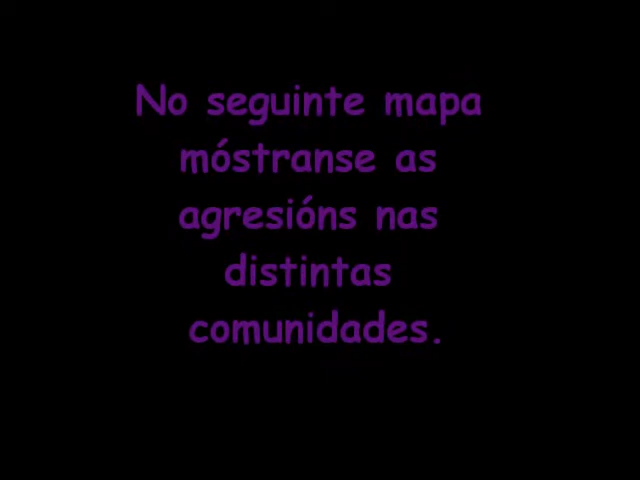 No seguinte mapa
móstranse as
agresións nas
distintas
comunidades.